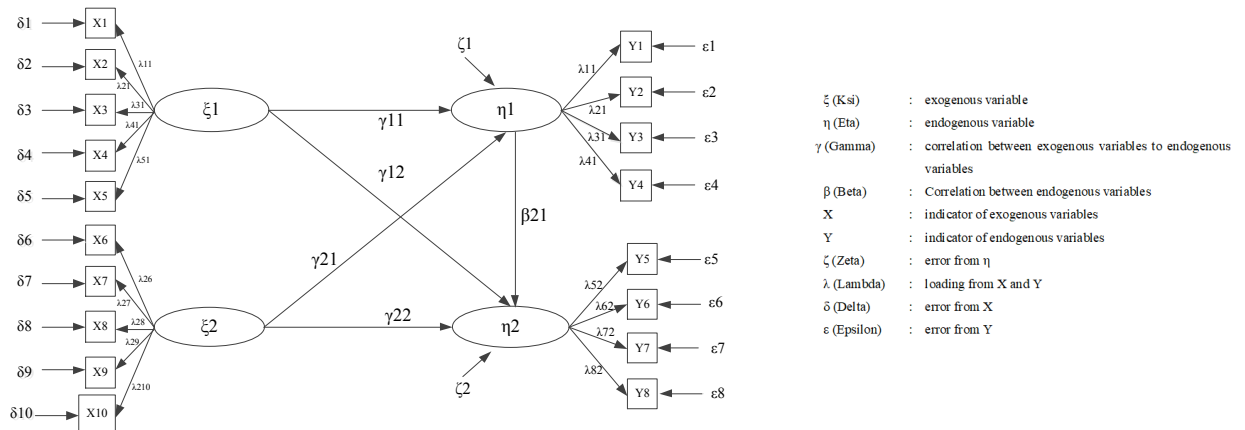 δ1
X1
δ2
X2
δ3
X3
δ4
X4
δ5
X5
λ11
λ21
λ31
λ41
λ51
ξ1
δ6
X6
δ7
X7
δ8
X8
δ9
X9
δ10
X10
λ26
λ27
λ28
λ29
λ210
ξ2
γ11
γ12
γ21
γ22
ζ1
η1
β21
η2
ζ2
λ11
λ21
λ31
λ41
Y1
ε1
Y2
ε2
Y3
ε3
Y4
ε4
λ52
λ62
λ72
λ82
Y5
ε5
Y6
ε6
Y7
ε7
Y8
ε8
ξ (Ksi) : exogenous variable
η (Eta) : endogenous variable
γ (Gamma) : correlation between exogenous variables to endogenous
variables
β (Beta) : Correlation between endogenous variables
X : indicator of exogenous variables
Y : indicator of endogenous variables
ζ (Zeta) : error from η
λ (Lambda) : loading from X and Y
δ (Delta) : error from X
ε (Epsilon) : error from Y